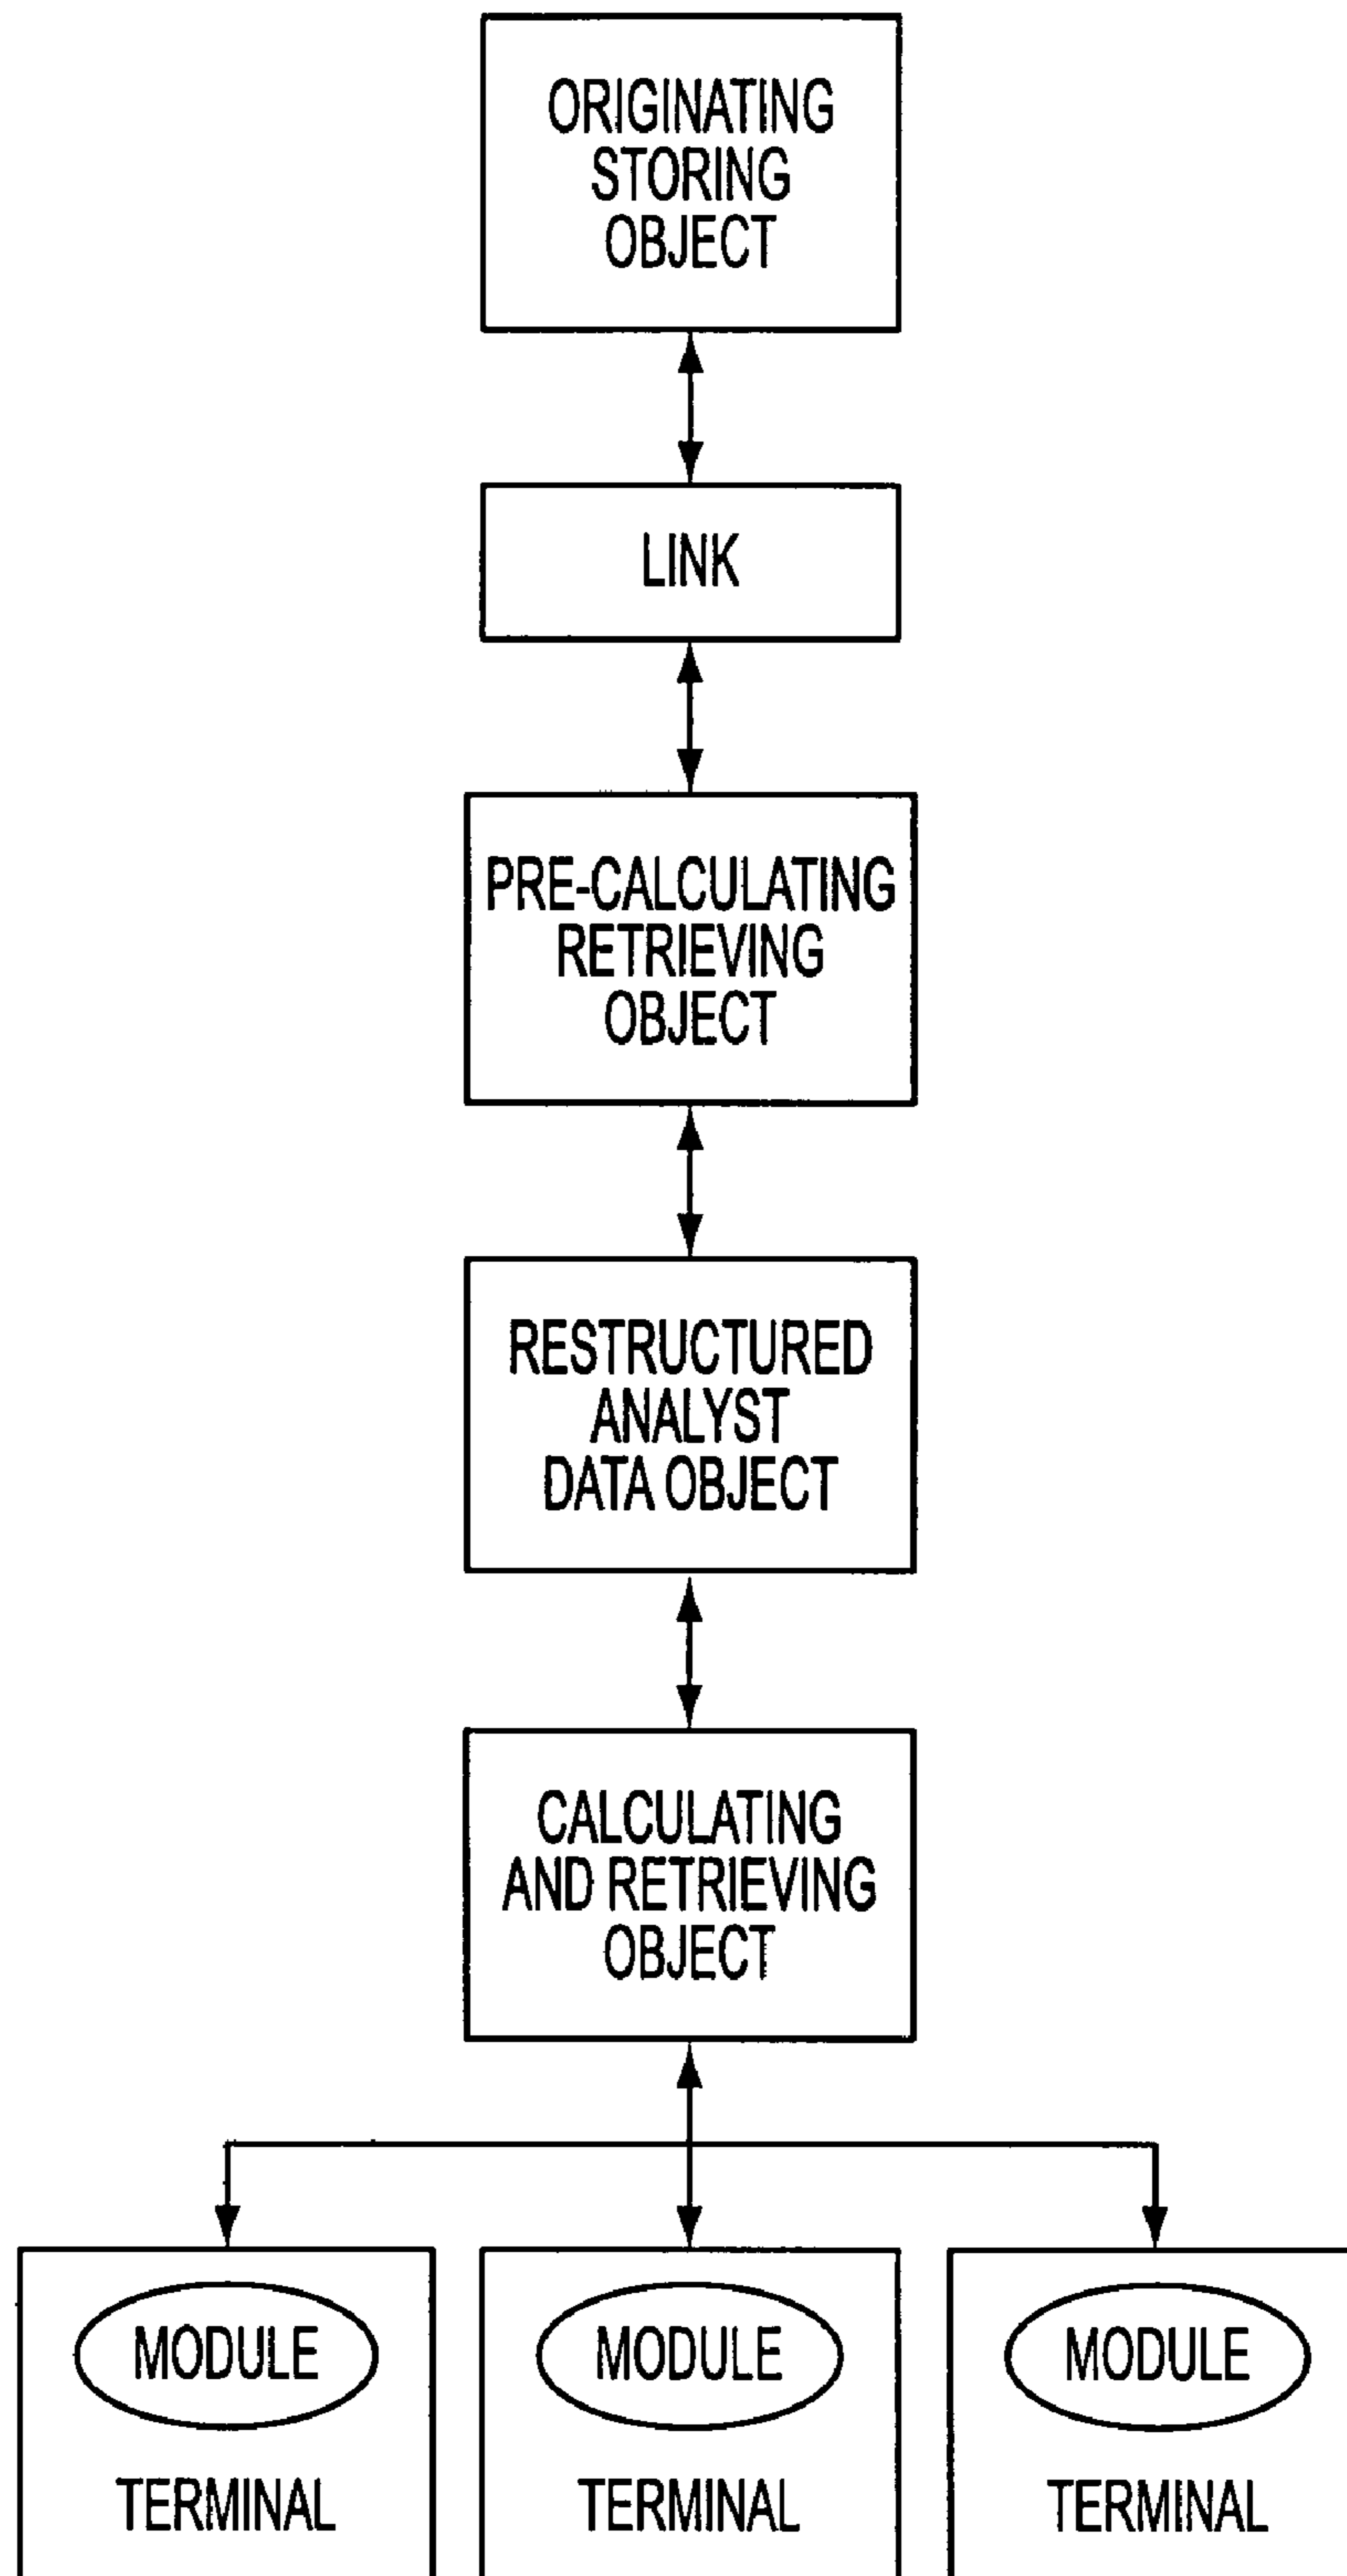 ORIGINATING
STORING
OBJECT
LINK
PRE-CALCULATING
RETRIEVING
OBJECT
RESTRUCTURED
ANALYST
DATA OBJECT
CALCULATING
AND RETRIEVING
OBJECT
MODULE
TERMINAL
MODULE
TERMINAL
MODULE
TERMINAL